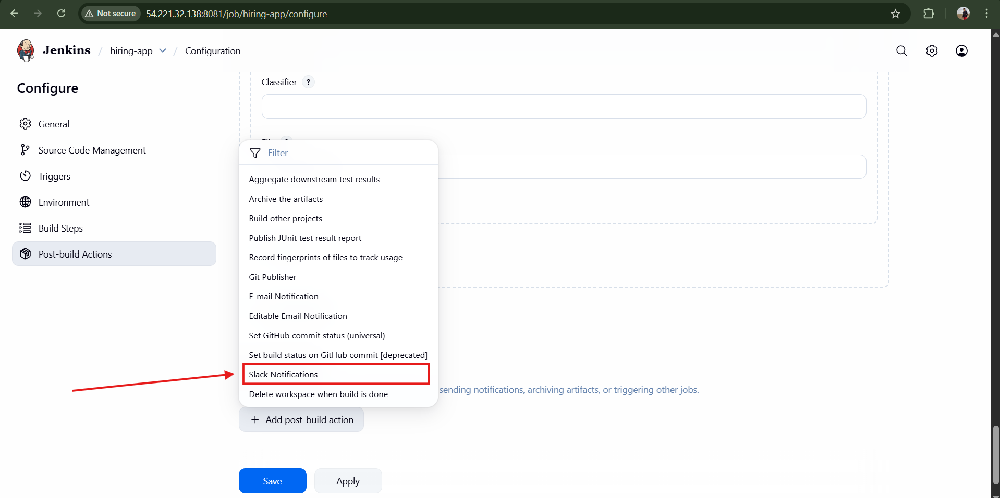 Not secure 54.221.32.138:8081/job/hiring-app/configure
Jenkins / hiring-app / Configuration
Configure
General
Source Code Management
Triggers
Environment
Build Steps
Post-build Actions
Classifier ?
Filter
Aggregate downstream test results
Archive the artifacts
Build other projects
Publish JUnit test result report
Record fingerprints of files to track usage
Git Publisher
E-mail Notification
Editable Email Notification
Set GitHub commit status (universal)
Set build status on GitHub commit [deprecated]
Slack Notifications
Delete workspace when build is done
sending notifications, archiving artifacts, or triggering other jobs.
+ Add post-build action
Save
Apply